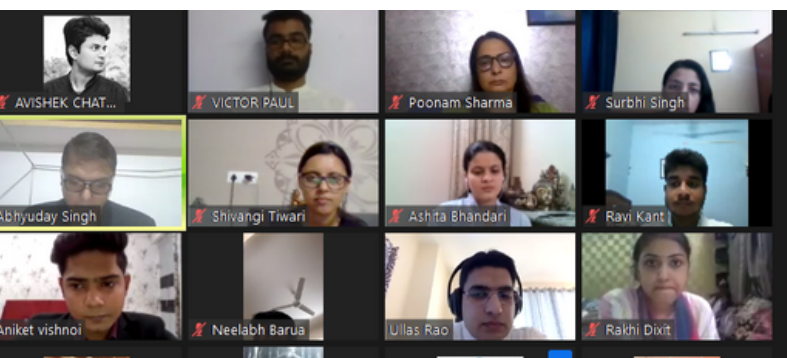 AVISHEK CHAT...
VICTOR PAUL
Poonam Sharma
Surbhi Singh
Abhyuday Singh
Shivangi Tiwari
Ashita Bhandari
Ravi Kant
Aniket vishnoi
Neelabh Barua
Ullas Rao
Rakhi Dixit